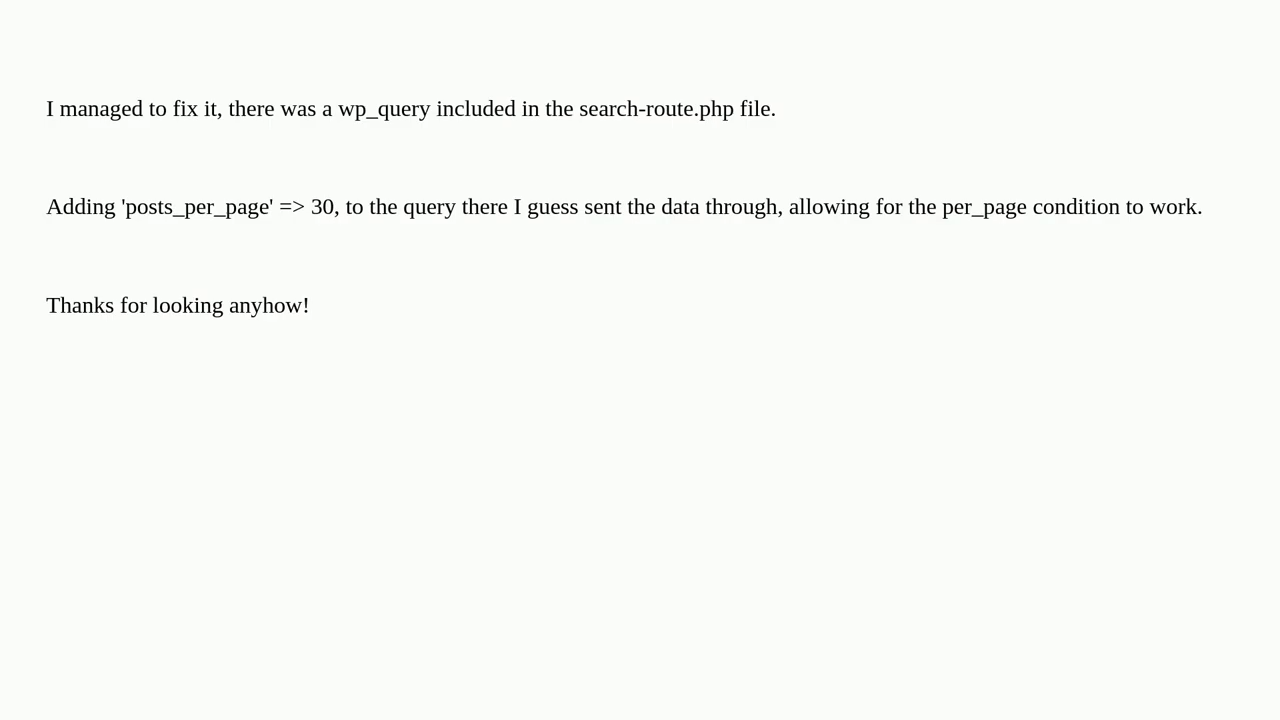 I managed to fix it, there was a wp_query included in the search-route.php file.
Adding 'posts_per_page' => 30, to the query there I guess sent the data through, allowing for the per_page condition to work.
Thanks for looking anyhow!